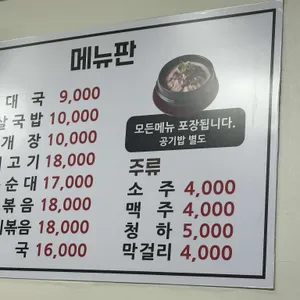 메뉴판
대국 9,000
살국밥 10,000
개장 10,000
고기 18,000
순대 17,000
볶음 18,000
볶음 18,000
국 16,000
모든메뉴 포장됩니다.
공기밥 별도
주류
소주 4,000
맥주 4,000
청하 5,000
막걸리 4,000